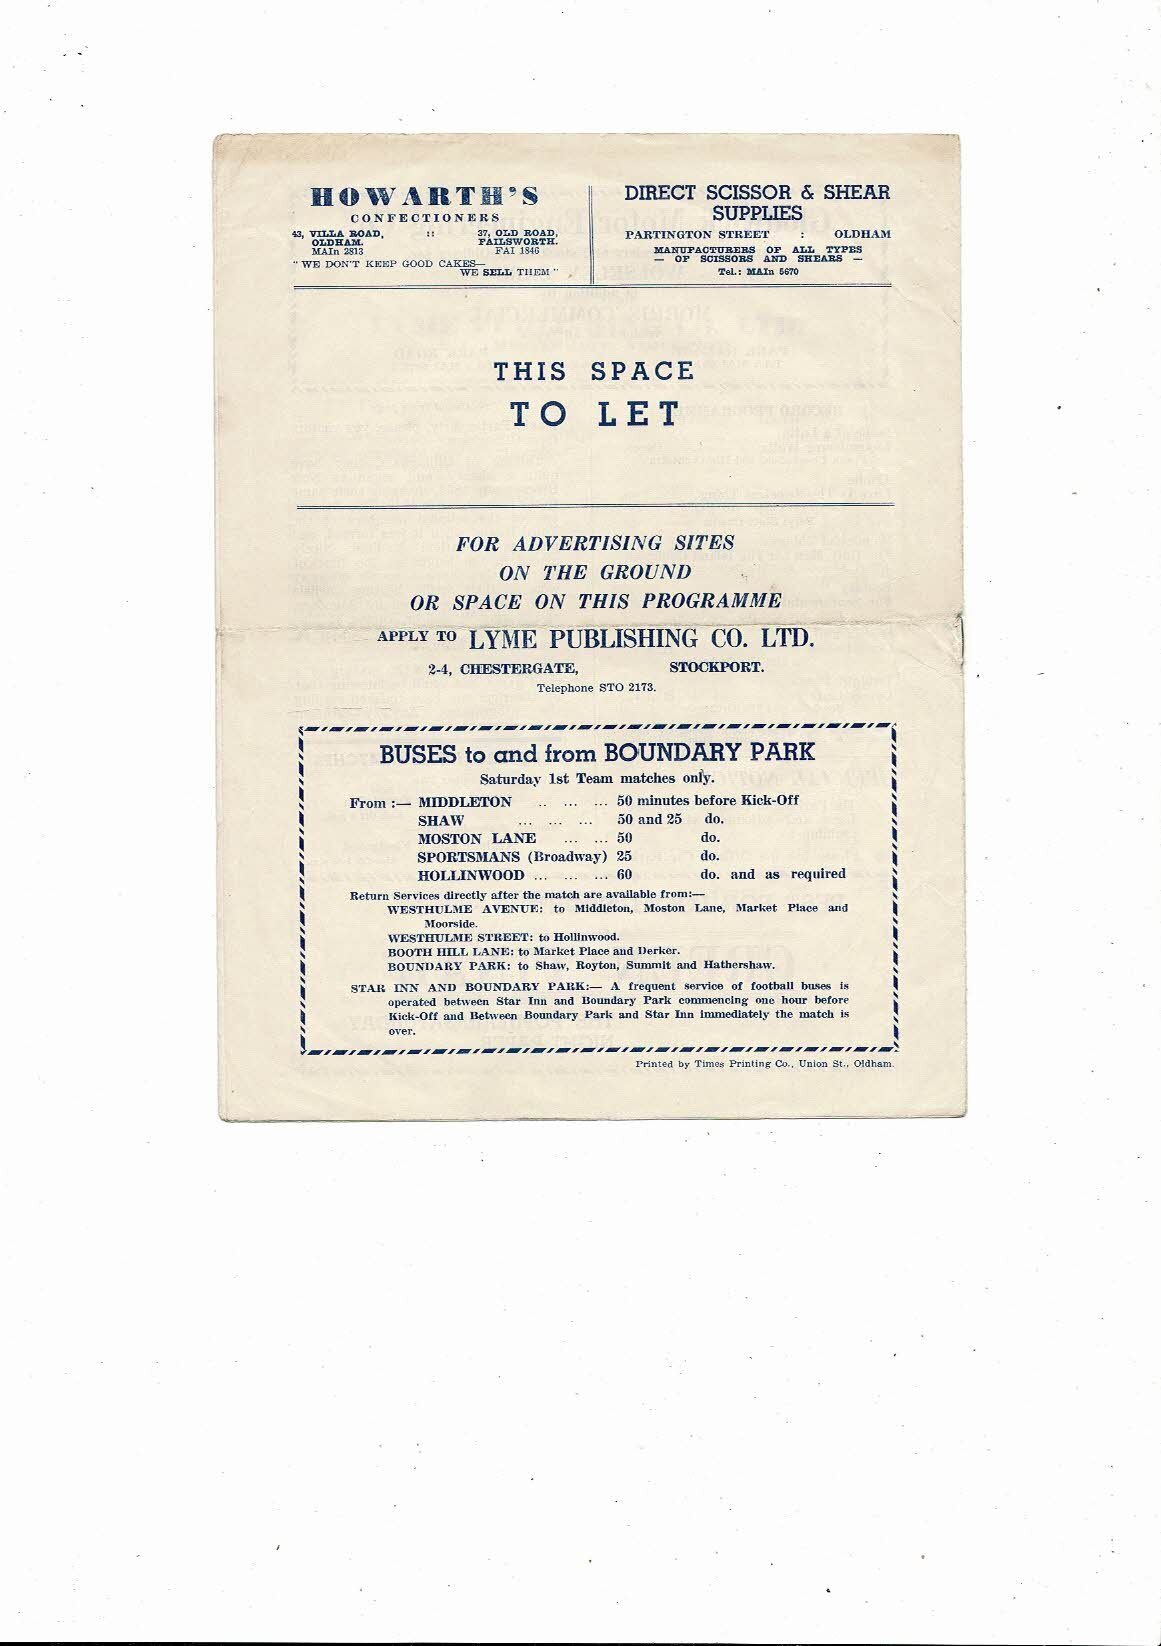 HOWARTH'S
CONFECTIONERS
43, VILLA ROAD, :: 37, OLD ROAD,
OLDHAM. FAILSWORTH.
MAIn 2813 FAI 1846
"WE DON'T KEEP GOOD CAKES—
WE SELL THEM"
DIRECT SCISSOR & SHEAR
SUPPLIES
PARTINGTON STREET : OLDHAM
MANUFACTURERS OF ALL TYPES
— OF SCISSORS AND SHEARS —
Tel.: MAIn 5670
THIS SPACE
TO LET
FOR ADVERTISING SITES
ON THE GROUND
OR SPACE ON THIS PROGRAMME
APPLY TO LYME PUBLISHING CO. LTD.
2-4, CHESTERGATE, STOCKPORT.
Telephone STO 2173.
BUSES to and from BOUNDARY PARK
Saturday 1st Team matches only.
From :— MIDDLETON .. ... ... 50 minutes before Kick-Off
SHAW ... ... ... 50 and 25 do.
MOSTON LANE ... ... 50 do.
SPORTSMANS (Broadway) 25 do.
HOLLINWOOD ... ... ... 60 do. and as required
Return Services directly after the match are available from:—
WESTHULME AVENUE: to Middleton, Moston Lane, Market Place and
Moorside.
WESTHULME STREET: to Hollinwood.
BOOTH HILL LANE: to Market Place and Derker.
BOUNDARY PARK: to Shaw, Royton, Summit and Hathershaw.
STAR INN AND BOUNDARY PARK:— A frequent service of football buses is
operated between Star Inn and Boundary Park commencing one hour before
Kick-Off and Between Boundary Park and Star Inn immediately the match is
over.
Printed by Times Printing Co., Union St., Oldham.